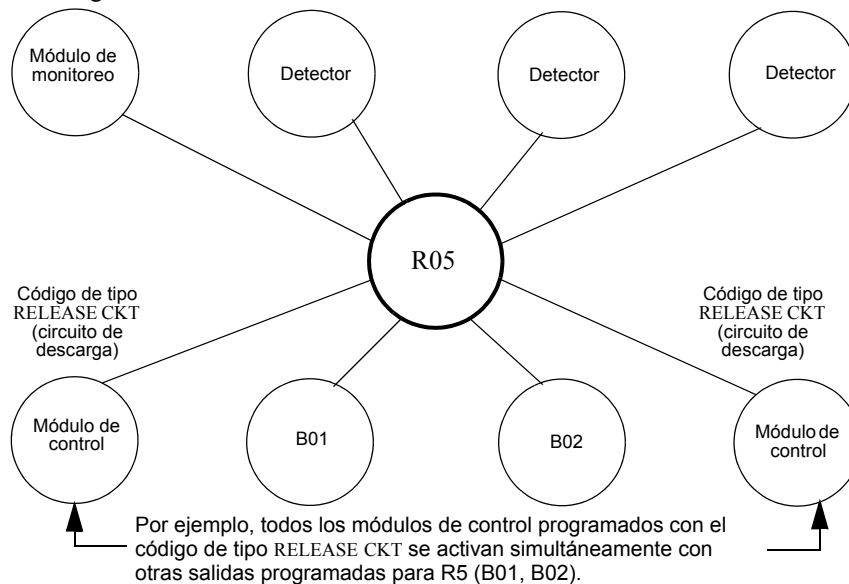 Módulo de
monitoreo
Detector
Detector
Detector
R05
Código de tipo
RELEASE CKT
(circuito de
descarga)
Código de tipo
RELEASE CKT
(circuito de
descarga)
Módulo de
control
B01
B02
Módulo de
control
Por ejemplo, todos los módulos de control programados con el
código de tipo RELEASE CKT se activan simultáneamente con
otras salidas programadas para R5 (B01, B02).